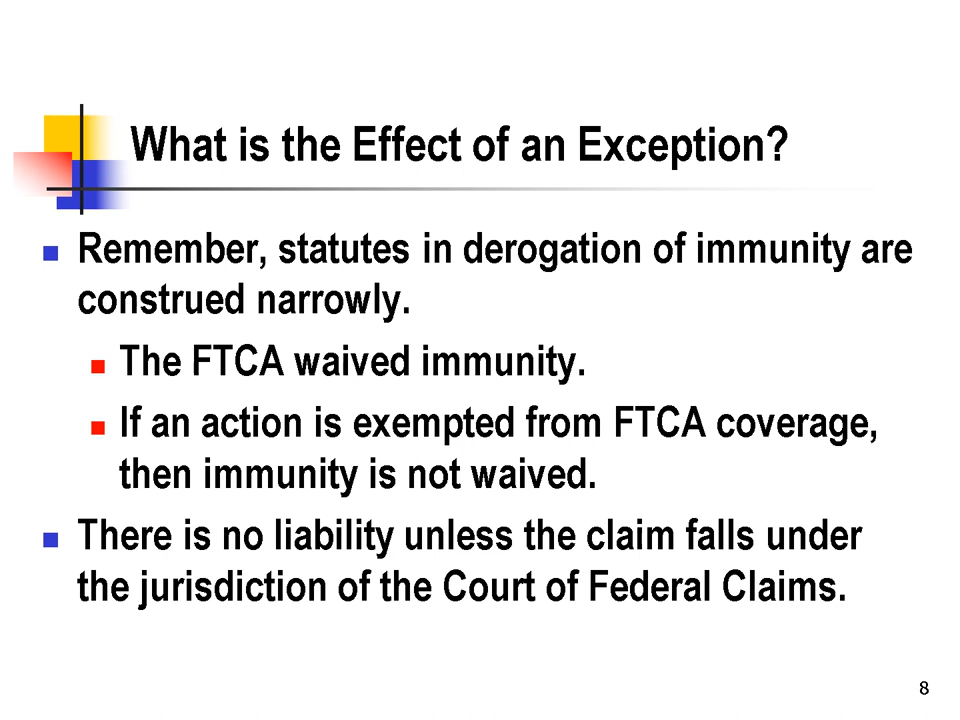 What is the Effect of an Exception?
Remember, statutes in derogation of immunity are
construed narrowly.
The FTCA waived immunity.
If an action is exempted from FTCA coverage,
then immunity is not waived.
There is no liability unless the claim falls under
the jurisdiction of the Court of Federal Claims.
8